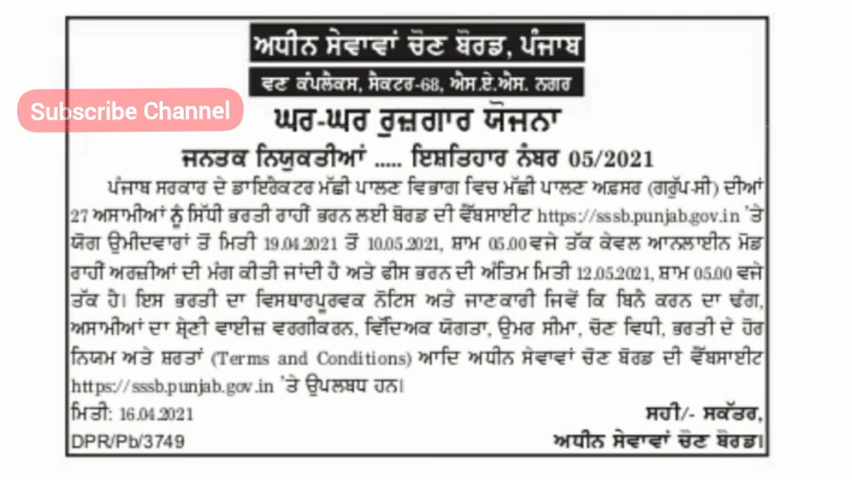 ਅਧੀਨ ਸੇਵਾਵਾਂ ਚੋਣ ਬੋਰਡ, ਪੰਜਾਬ
ਵਣ ਕੰਪਲੈਕਸ, ਸੈਕਟਰ-68, ਐਸ.ਏ.ਐਸ. ਨਗਰ
Subscribe Channel
ਘਰ-ਘਰ ਰੁਜ਼ਗਾਰ ਯੋਜਨਾ
ਜਨਤਕ ਨਿਯੁਕਤੀਆਂ ..... ਇਸ਼ਤਿਹਾਰ ਨੰਬਰ 05/2021
ਪੰਜਾਬ ਸਰਕਾਰ ਦੇ ਡਾਇਰੈਕਟਰ ਮੱਛੀ ਪਾਲਣ ਵਿਭਾਗ ਵਿਚ ਮੱਛੀ ਪਾਲਣ ਅਫ਼ਸਰ (ਗਰੁੱਪ-ਸੀ) ਦੀਆਂ
27 ਅਸਾਮੀਆਂ ਨੂੰ ਸਿੱਧੀ ਭਰਤੀ ਰਾਹੀਂ ਭਰਨ ਲਈ ਬੋਰਡ ਦੀ ਵੈੱਬਸਾਈਟ https://sssb.punjab.gov.in 'ਤੇ
ਯੋਗ ਉਮੀਦਵਾਰਾਂ ਤੋਂ ਮਿਤੀ 19.04.2021 ਤੋਂ 10.05.2021, ਸ਼ਾਮ 05.00 ਵਜੇ ਤੱਕ ਕੇਵਲ ਆਨਲਾਈਨ ਮੋਡ
ਰਾਹੀਂ ਅਰਜ਼ੀਆਂ ਦੀ ਮੰਗ ਕੀਤੀ ਜਾਂਦੀ ਹੈ ਅਤੇ ਫੀਸ ਭਰਨ ਦੀ ਅੰਤਿਮ ਮਿਤੀ 12.05.2021, ਸ਼ਾਮ 05.00 ਵਜੇ
ਤੱਕ ਹੈ। ਇਸ ਭਰਤੀ ਦਾ ਵਿਸਥਾਰਪੂਰਵਕ ਨੋਟਿਸ ਅਤੇ ਜਾਣਕਾਰੀ ਜਿਵੇਂ ਕਿ ਬਿਨੈ ਕਰਨ ਦਾ ਢੰਗ,
ਅਸਾਮੀਆਂ ਦਾ ਸ਼੍ਰੇਣੀ ਵਾਈਜ਼ ਵਰਗੀਕਰਨ, ਵਿੱਦਿਅਕ ਯੋਗਤਾ, ਉਮਰ ਸੀਮਾ, ਚੋਣ ਵਿਧੀ, ਭਰਤੀ ਦੇ ਹੋਰ
ਨਿਯਮ ਅਤੇ ਸ਼ਰਤਾਂ (Terms and Conditions) ਆਦਿ ਅਧੀਨ ਸੇਵਾਵਾਂ ਚੋਣ ਬੋਰਡ ਦੀ ਵੈੱਬਸਾਈਟ
https://sssb.punjab.gov.in 'ਤੇ ਉਪਲਬਧ ਹਨ।
ਮਿਤੀ: 16.04.2021 ਸਹੀ/- ਸਕੱਤਰ,
DPR/Pb/3749 ਅਧੀਨ ਸੇਵਾਵਾਂ ਚੋਣ ਬੋਰਡ।